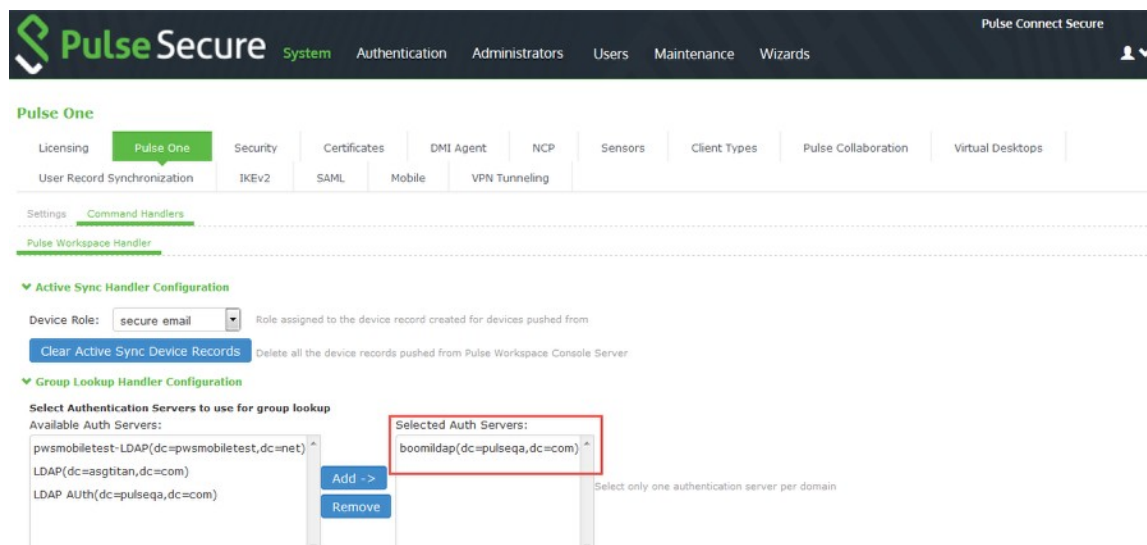 Pulse Connect Secure
Pulse Secure System Authentication Administrators Users Maintenance Wizards
Pulse One
Licensing Pulse One Security Certificates DMI Agent NCP Sensors Client Types Pulse Collaboration Virtual Desktops
User Record Synchronization IKEv2 SAML Mobile VPN Tunneling
Settings Command Handlers
Pulse Workspace Handler
Active Sync Handler Configuration
Device Role: secure email Role assigned to the device record created for devices pushed from
Clear Active Sync Device Records Delete all the device records pushed from Pulse Workspace Console Server
Group Lookup Handler Configuration
Select Authentication Servers to use for group lookup
Available Auth Servers: Selected Auth Servers:
pwsmobiletest-LDAP(dc=pwsmobiletest,dc=net) boomildap(dc=pulseqa,dc=com)
LDAP(dc=asgtitan,dc=com)
Add ->
LDAP AUth(dc=pulseqa,dc=com) Select only one authentication server per domain
Remove